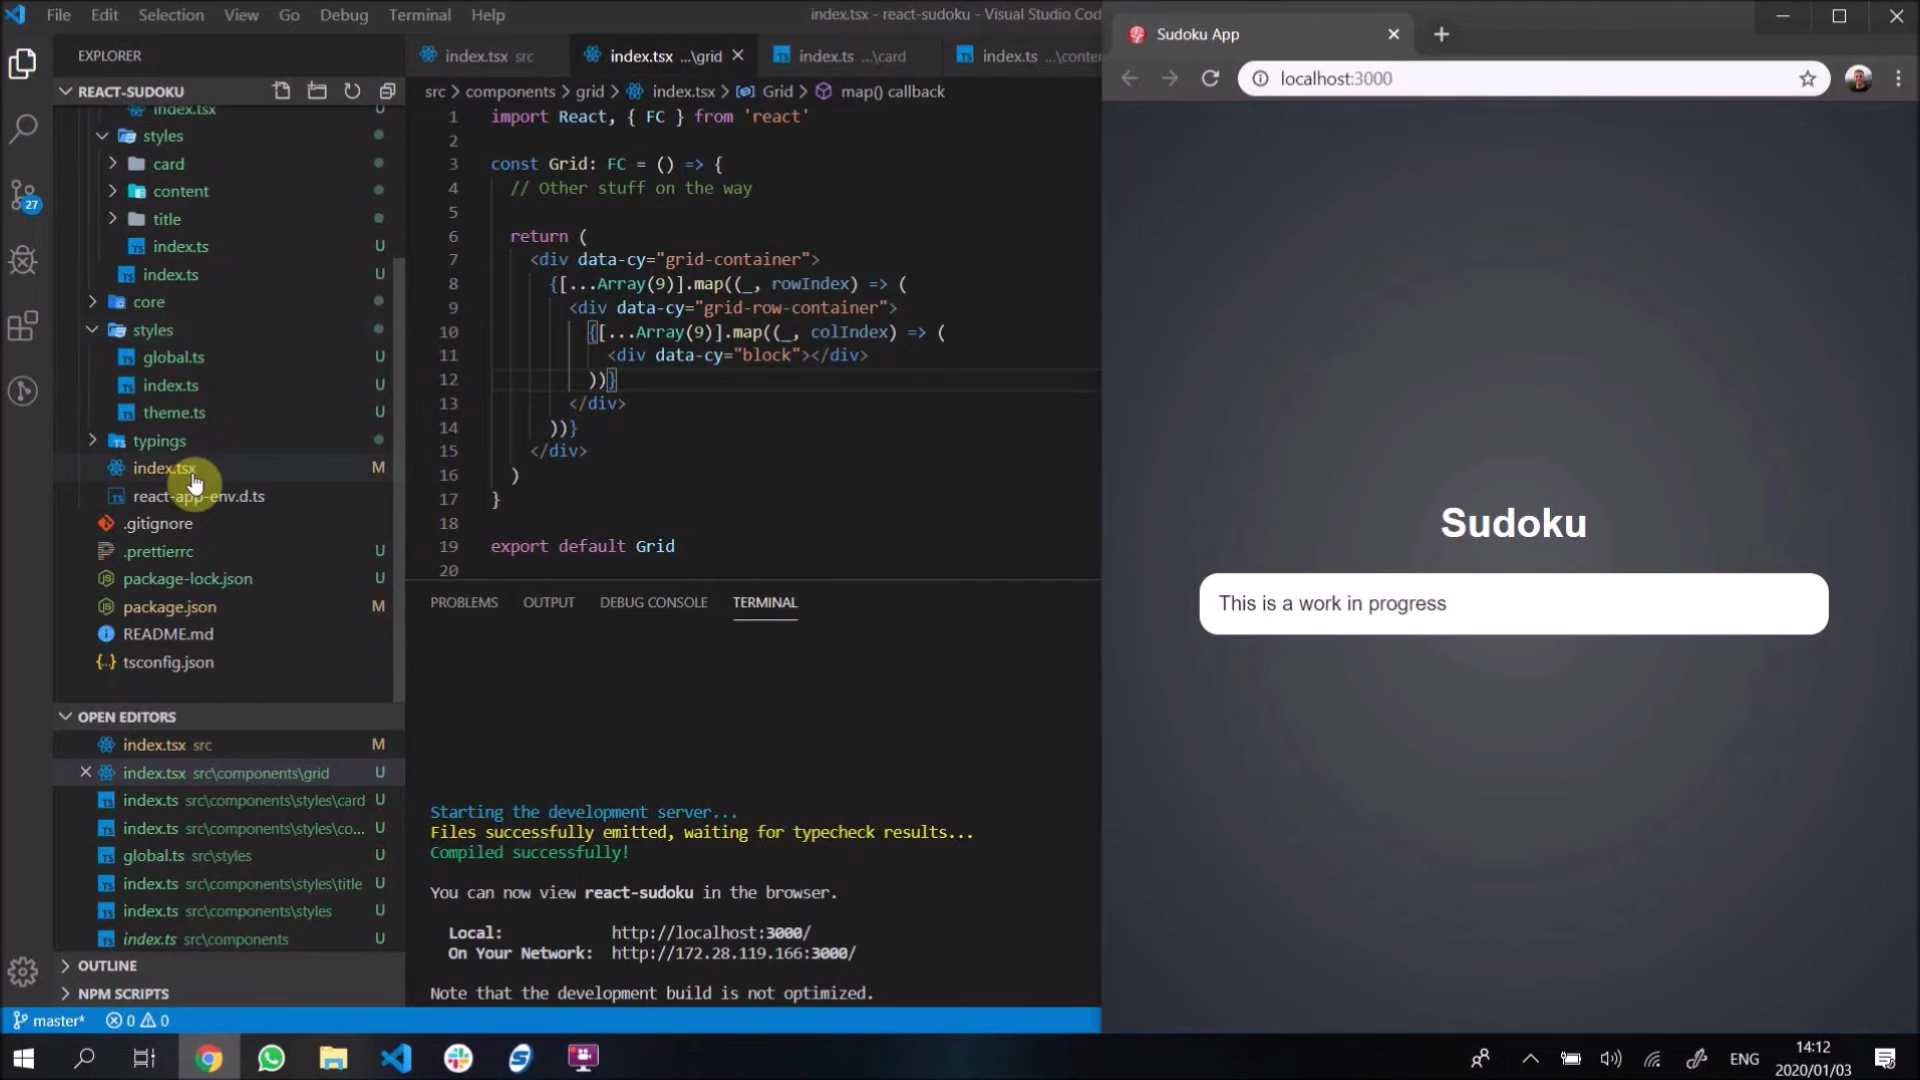 File Edit Selection View Go Debug Terminal Help
index.tsx - react-sudoku - Visual Studio Cod
EXPLORER
REACT-SUDOKU
index.tsx U
styles
card
content
title
index.ts U
index.ts U
core
styles
global.ts U
index.ts U
theme.ts U
typings
index.tsx M
react-app-env.d.ts
.gitignore
.prettierrc U
package-lock.json U
package.json M
README.md
tsconfig.json
OPEN EDITORS
index.tsx src M
index.tsx src\components\grid U
index.ts src\components\styles\card U
index.ts src\components\styles\co... U
global.ts src\styles U
index.ts src\components\styles\title U
index.ts src\components\styles U
index.ts src\components U
OUTLINE
NPM SCRIPTS
27
index.tsx src
index.tsx ...\grid
index.ts ...\card
index.ts ...\conte
src > components > grid > index.tsx > Grid > map() callback
1 import React, { FC } from 'react'
2
3 const Grid: FC = () => {
4 // Other stuff on the way
5
6 return (
7 <div data-cy="grid-container">
8 {[...Array(9)].map((_, rowIndex) => (
9 <div data-cy="grid-row-container">
10 {[...Array(9)].map((_, colIndex) => (
11 <div data-cy="block"></div>
12 ))}
13 </div>
14 ))}
15 </div>
16 )
17 }
18
19 export default Grid
20
PROBLEMS OUTPUT DEBUG CONSOLE TERMINAL
Starting the development server...
Files successfully emitted, waiting for typecheck results...
Compiled successfully!
You can now view react-sudoku in the browser.
Local: http://localhost:3000/
On Your Network: http://172.28.119.166:3000/
Note that the development build is not optimized.
master* 0 0
Sudoku App
localhost:3000
Sudoku
This is a work in progress
ENG
14:12
2020/01/03